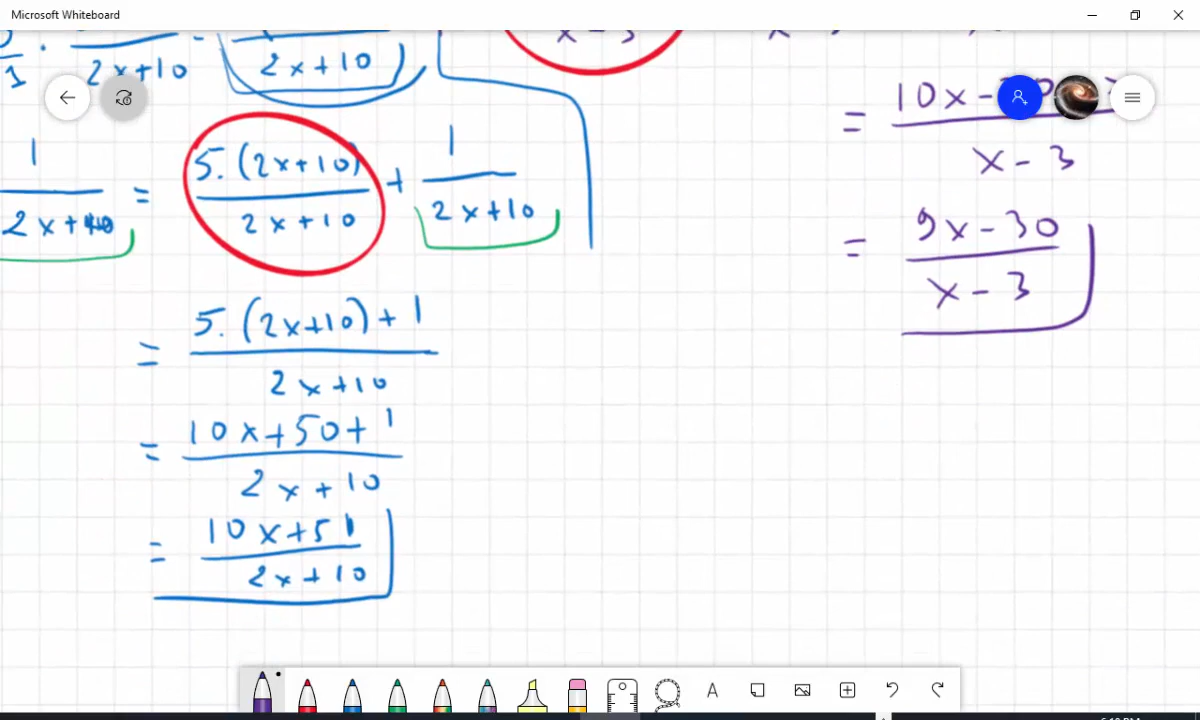 Microsoft Whiteboard
2x+10
2x+10
1
2x+10
=
5.(2x+10)
2x+10
+
1
2x+10
=
5.(2x+10)+1
2x+10
=
10x+50+1
2x+10
=
10x+51
2x+10
=
10x-
x-3
=
9x-30
x-3
A